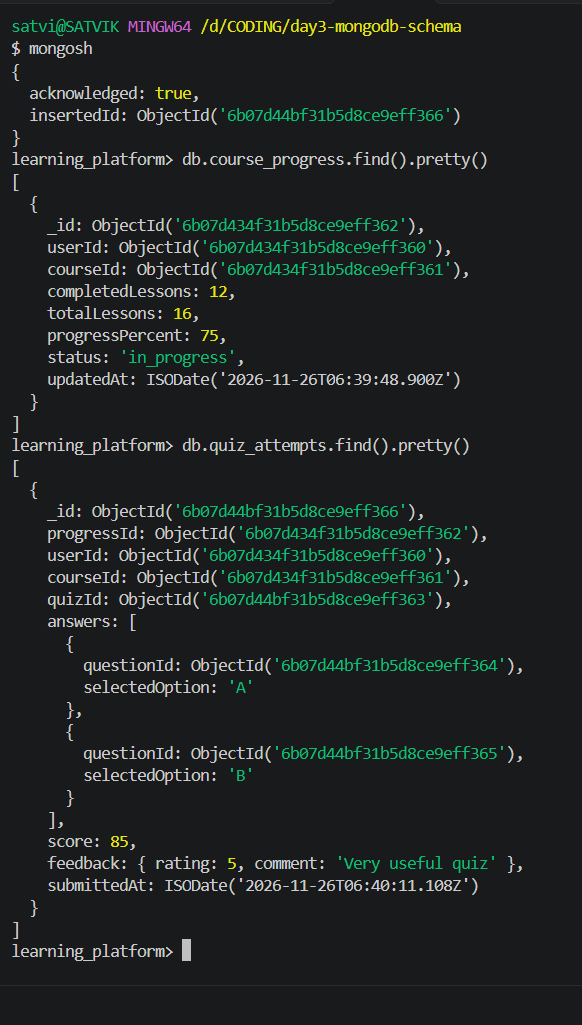 satvi@SATVIK MINGW64 /d/CODING/day3-mongodb-schema
$ mongosh
{
  acknowledged: true,
  insertedId: ObjectId('6b07d44bf31b5d8ce9eff366')
}
learning_platform> db.course_progress.find().pretty()
[
  {
    _id: ObjectId('6b07d434f31b5d8ce9eff362'),
    userId: ObjectId('6b07d434f31b5d8ce9eff360'),
    courseId: ObjectId('6b07d434f31b5d8ce9eff361'),
    completedLessons: 12,
    totalLessons: 16,
    progressPercent: 75,
    status: 'in_progress',
    updatedAt: ISODate('2026-11-26T06:39:48.900Z')
  }
]
learning_platform> db.quiz_attempts.find().pretty()
[
  {
    _id: ObjectId('6b07d44bf31b5d8ce9eff366'),
    progressId: ObjectId('6b07d434f31b5d8ce9eff362'),
    userId: ObjectId('6b07d434f31b5d8ce9eff360'),
    courseId: ObjectId('6b07d434f31b5d8ce9eff361'),
    quizId: ObjectId('6b07d44bf31b5d8ce9eff363'),
    answers: [
      {
        questionId: ObjectId('6b07d44bf31b5d8ce9eff364'),
        selectedOption: 'A'
      },
      {
        questionId: ObjectId('6b07d44bf31b5d8ce9eff365'),
        selectedOption: 'B'
      }
    ],
    score: 85,
    feedback: { rating: 5, comment: 'Very useful quiz' },
    submittedAt: ISODate('2026-11-26T06:40:11.108Z')
  }
]
learning_platform>